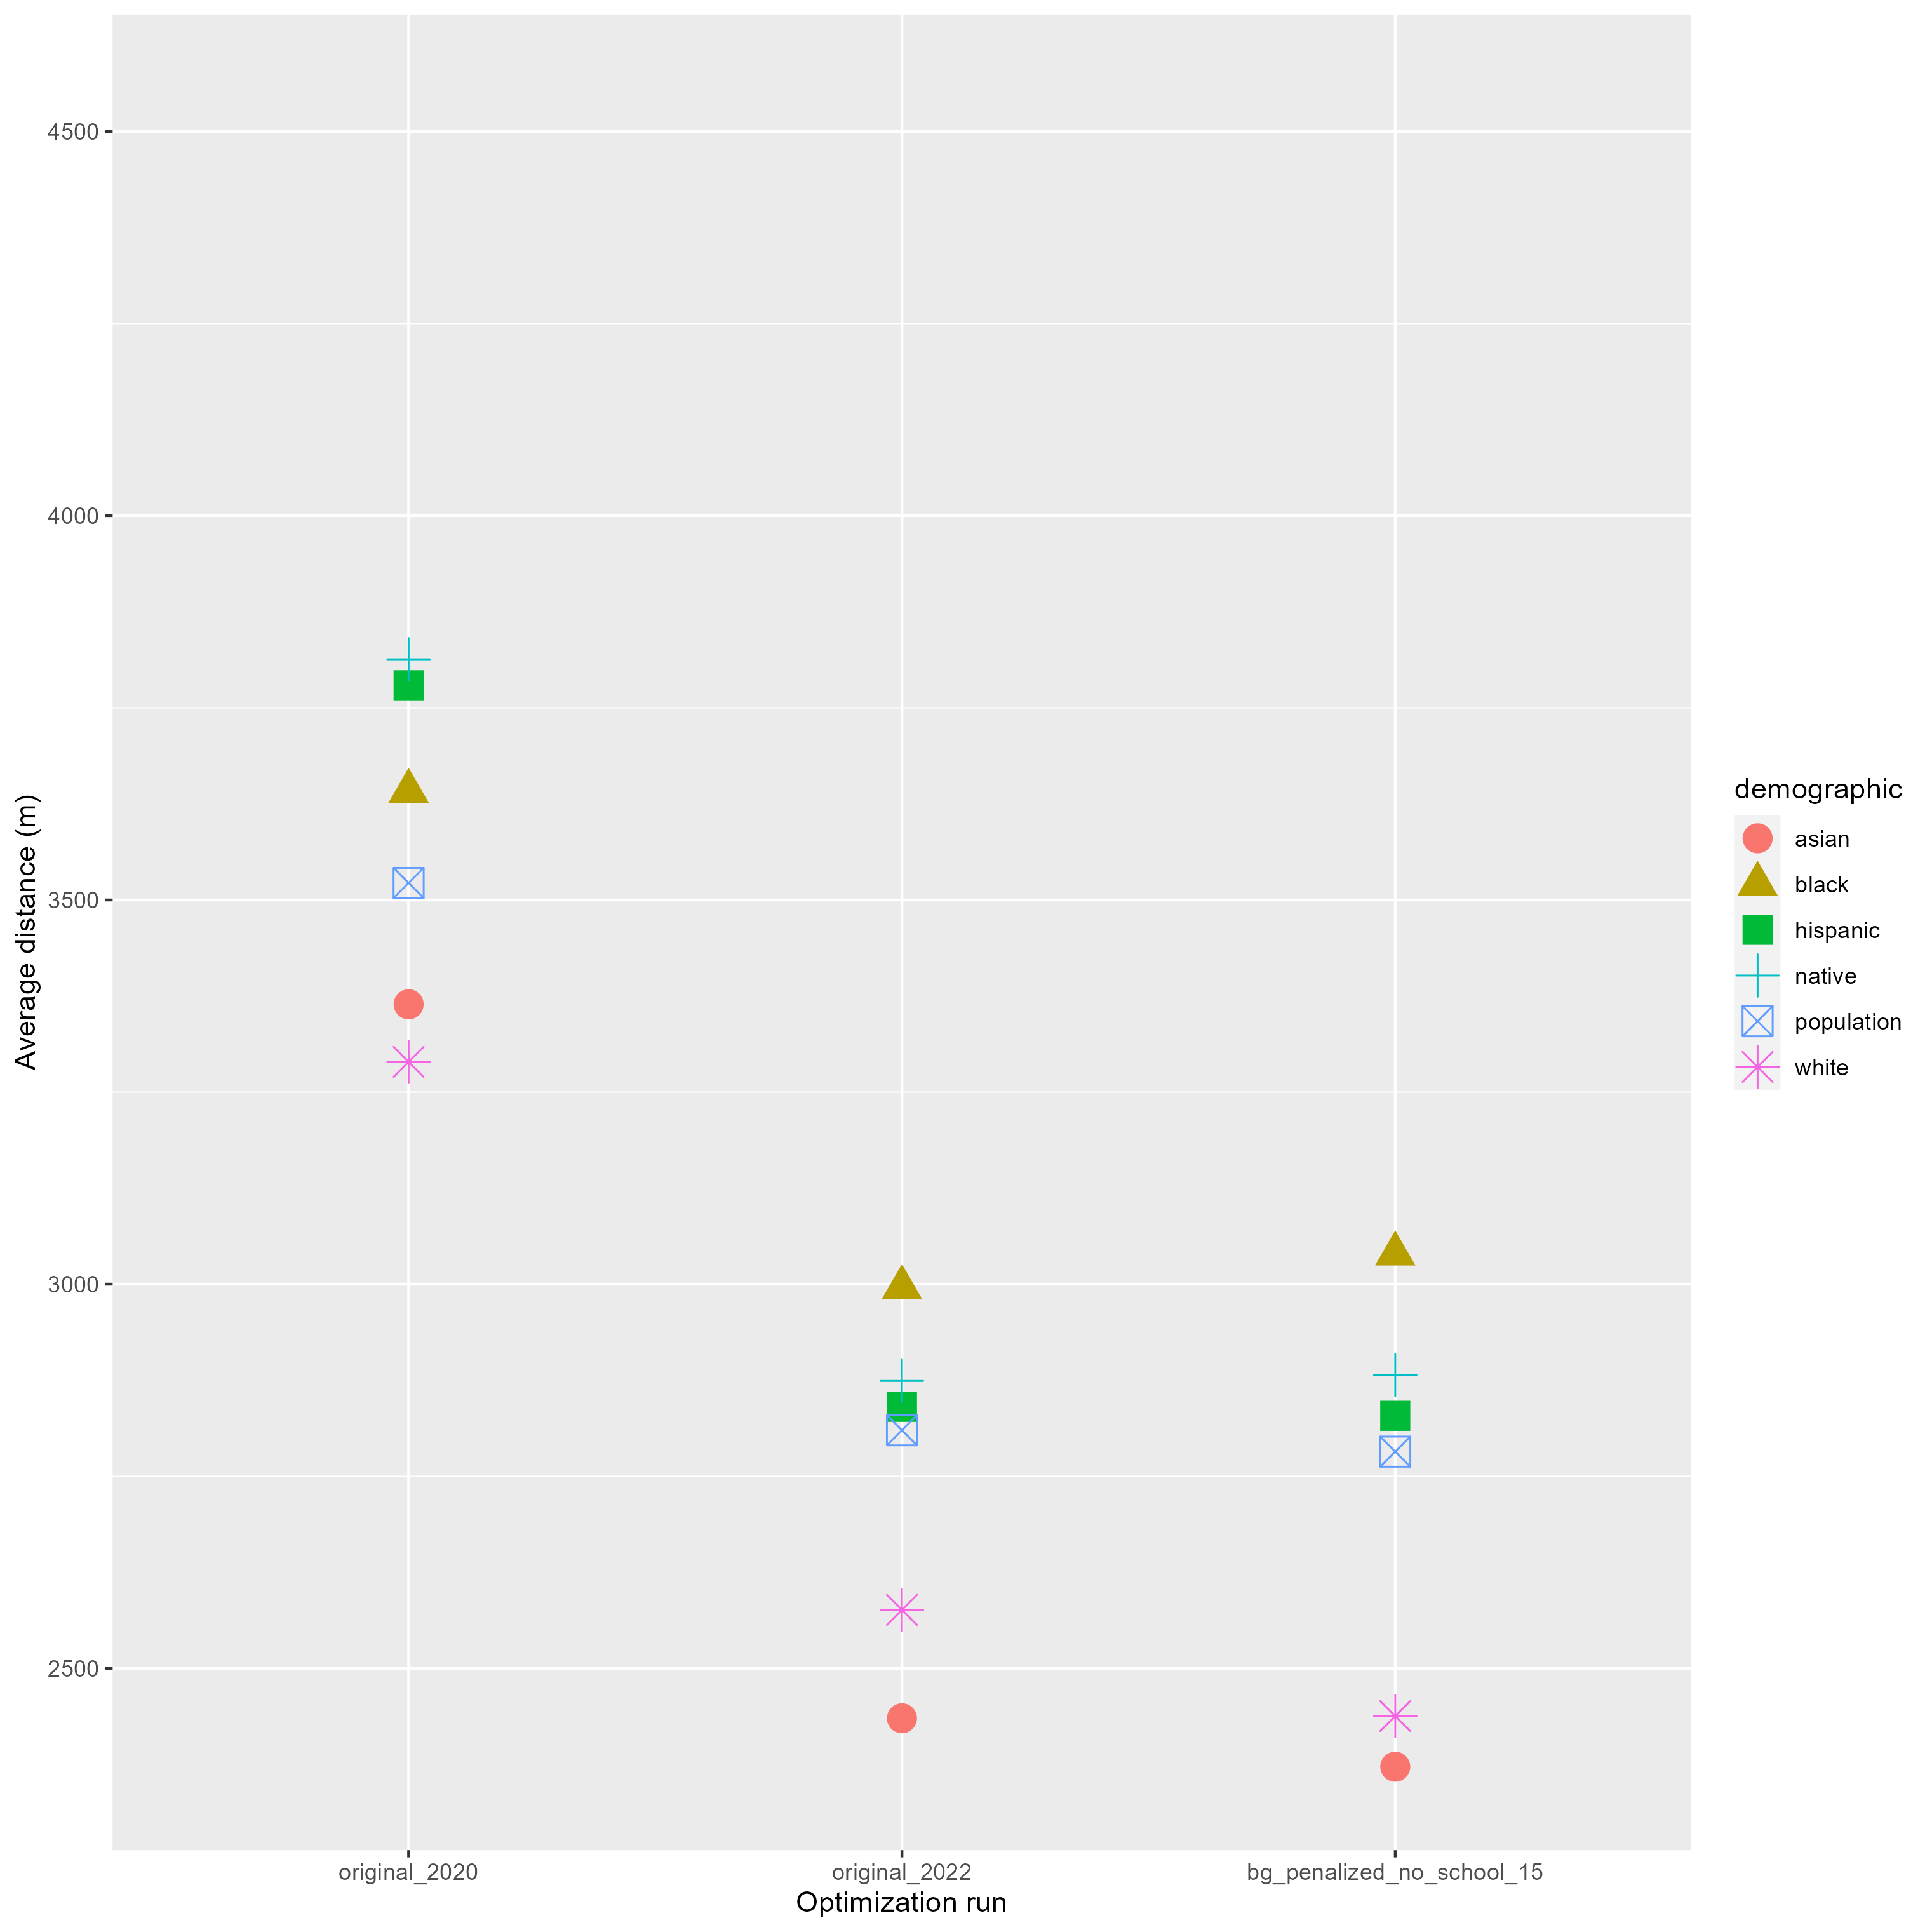 4500
4000
3500
3000
2500
Average distance (m)
original_2020
original_2022
bg_penalized_no_school_15
Optimization run
demographic
asian
black
hispanic
native
population
white